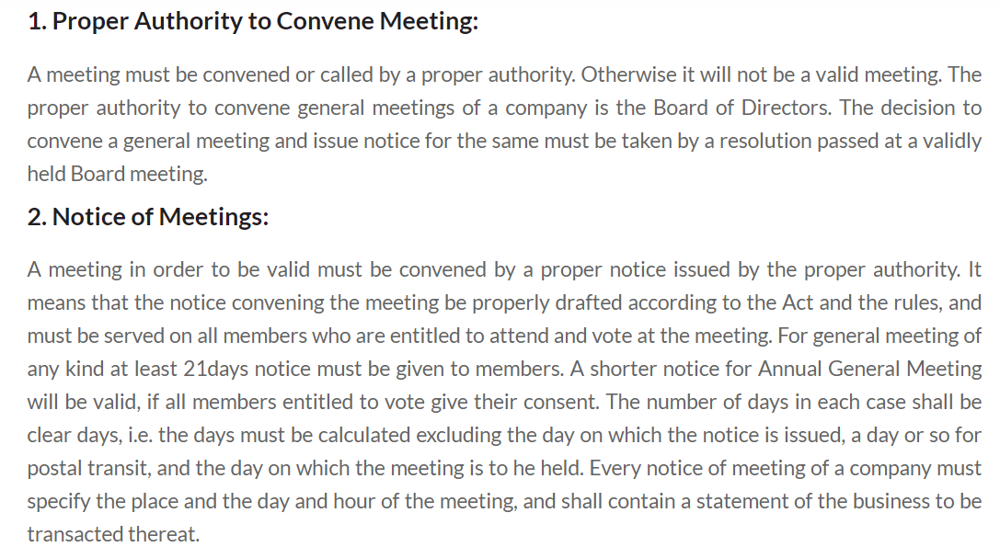 1. Proper Authority to Convene Meeting:
A meeting must be convened or called by a proper authority. Otherwise it will not be a valid meeting. The
proper authority to convene general meetings of a company is the Board of Directors. The decision to
convene a general meeting and issue notice for the same must be taken by a resolution passed at a validly
held Board meeting.
2. Notice of Meetings:
A meeting in order to be valid must be convened by a proper notice issued by the proper authority. It
means that the notice convening the meeting be properly drafted according to the Act and the rules, and
must be served on all members who are entitled to attend and vote at the meeting. For general meeting of
any kind at least 21days notice must be given to members. A shorter notice for Annual General Meeting
will be valid, if all members entitled to vote give their consent. The number of days in each case shall be
clear days, i.e. the days must be calculated excluding the day on which the notice is issued, a day or so for
postal transit, and the day on which the meeting is to he held. Every notice of meeting of a company must
specify the place and the day and hour of the meeting, and shall contain a statement of the business to be
transacted thereat.